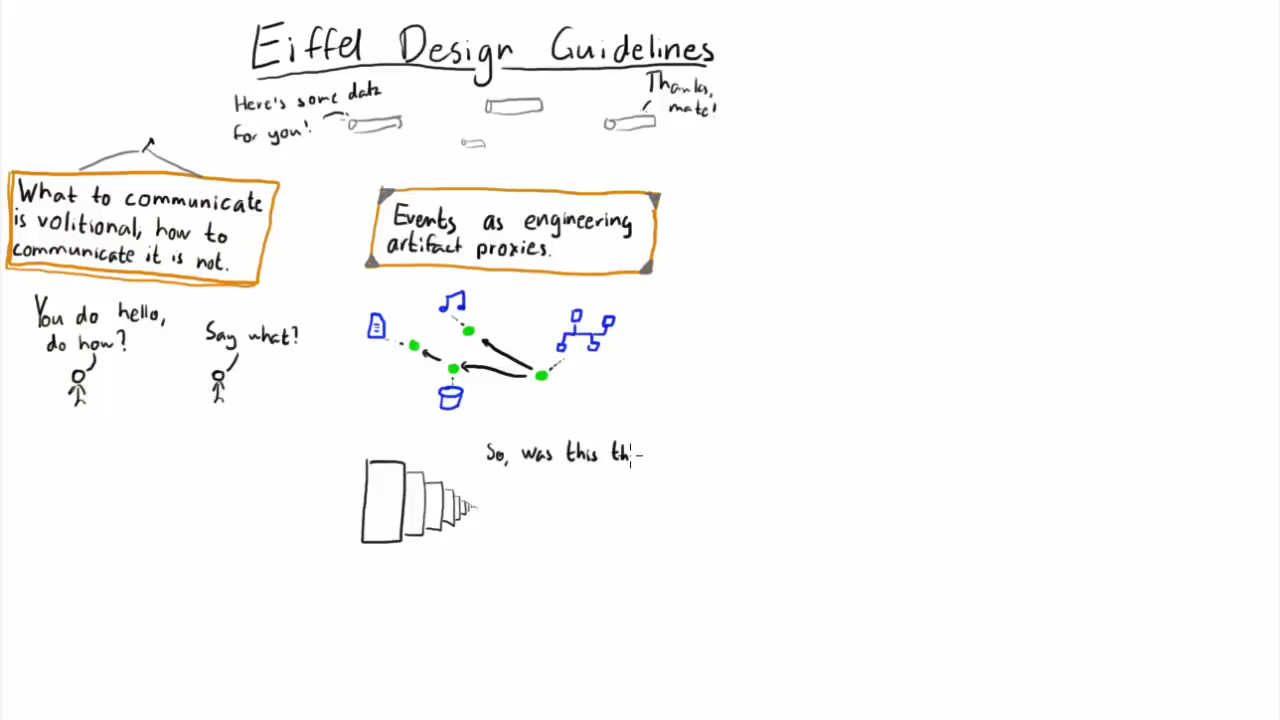 Eiffel Design Guidelines
Here's some data
for you!
Thanks,
mate!
What to communicate
is volitional, how to
communicate it is not.
Events as engineering
artifact proxies.
You do hello,
do how?
Say what?
So, was this th